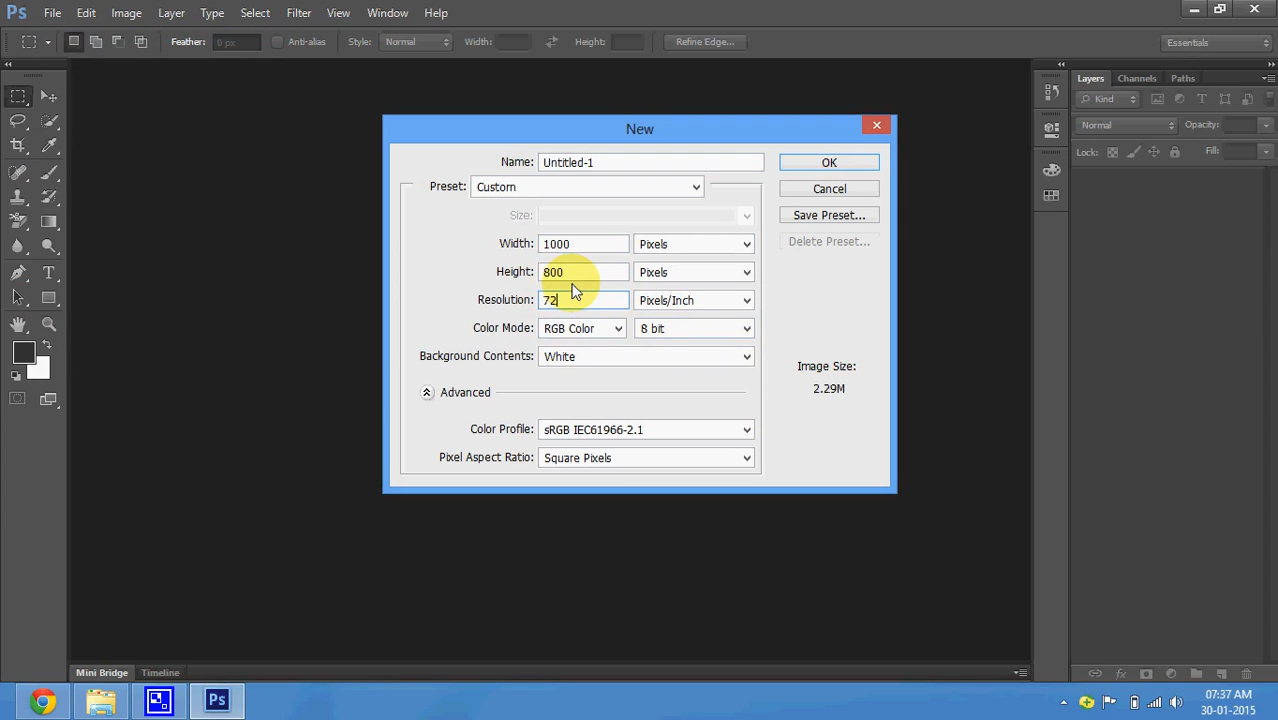 Ps File Edit Image Layer Type Select Filter View Window Help
Feather: 0 px Anti-alias Style: Normal Width: Height: Refine Edge... Essentials
Layers Channels Paths
Kind
Normal Opacity:
Lock: Fill:
New
Name: Untitled-1 OK
Preset: Custom Cancel
Size: Save Preset...
Width: 1000 Pixels Delete Preset...
Height: 800 Pixels
Resolution: 72 Pixels/Inch
Color Mode: RGB Color 8 bit
Background Contents: White
Image Size:
2.29M
Advanced
Color Profile: sRGB IEC61966-2.1
Pixel Aspect Ratio: Square Pixels
Mini Bridge Timeline
Ps
07:37 AM
30-01-2015